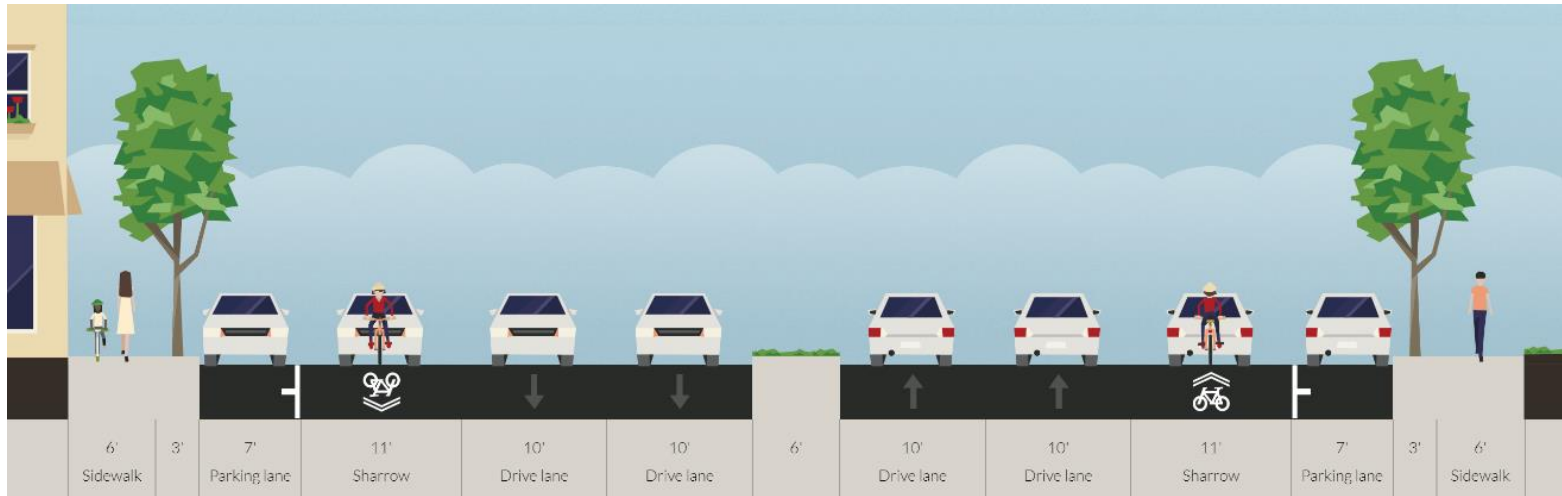 6' 3' 7' 11' 10' 10' 6' 10' 10' 11' 7' 3' 6'
Sidewalk Parking lane Sharrow Drive lane Drive lane Drive lane Drive lane Sharrow Parking lane Sidewalk